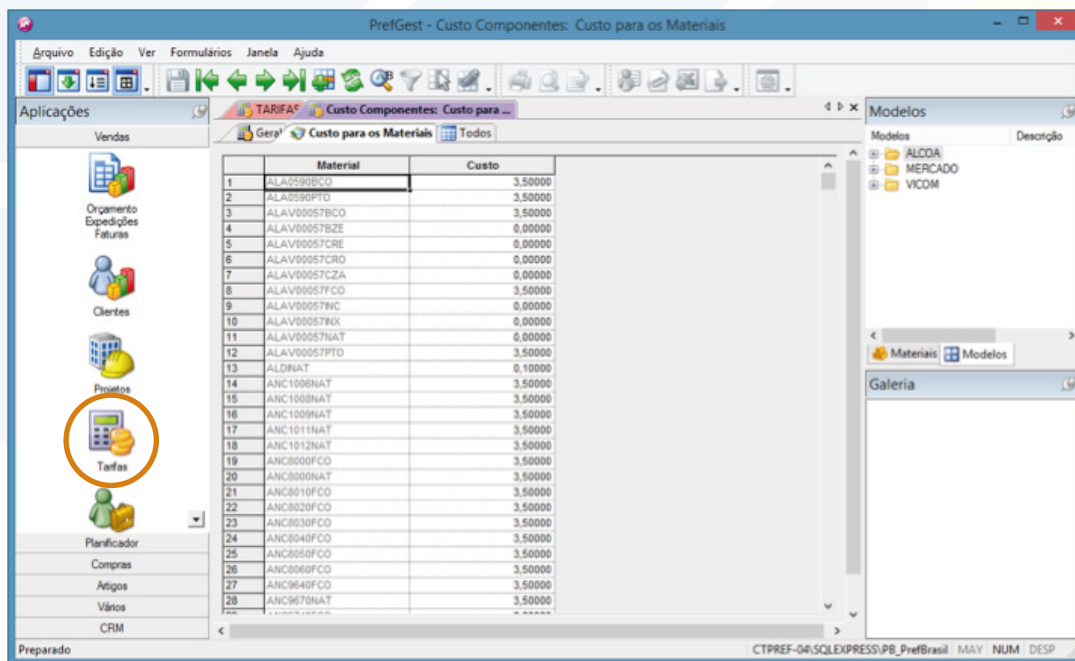 PrefGest - Custo Componentes: Custo para os Materiais
Arquivo Edição Ver Formulários Janela Ajuda
Aplicações
Vendas
Orçamento
Expedições
Faturas
Clientes
Projetos
Tarifas
Planificador
Compras
Artigos
Vários
CRM
TARIFAS Custo Componentes: Custo para ...
Geral Custo para os Materiais Todos
Material Custo
1 ALA0590BCO 3,50000
2 ALA0590PTO 3,50000
3 ALAV00057BCO 3,50000
4 ALAV00057BZE 0,00000
5 ALAV00057CRE 0,00000
6 ALAV00057CRO 0,00000
7 ALAV00057CZA 0,00000
8 ALAV00057FCO 3,50000
9 ALAV00057INC 0,00000
10 ALAV00057INX 0,00000
11 ALAV00057NAT 0,00000
12 ALAV00057PTO 3,50000
13 ALDINAT 0,10000
14 ANC1006NAT 3,50000
15 ANC1008NAT 3,50000
16 ANC1009NAT 3,50000
17 ANC1011NAT 3,50000
18 ANC1012NAT 3,50000
19 ANC8000FCO 3,50000
20 ANC8000NAT 3,50000
21 ANC8010FCO 3,50000
22 ANC8020FCO 3,50000
23 ANC8030FCO 3,50000
24 ANC8040FCO 3,50000
25 ANC8050FCO 3,50000
26 ANC8060FCO 3,50000
27 ANC9640FCO 3,50000
28 ANC9670NAT 3,50000
Modelos
Modelos Descrição
ALCOA
MERCADO
VICOM
Materiais Modelos
Galeria
Preparado CTPREF-04\SQLEXPRESS\PB_PrefBrasil MAY NUM DESP